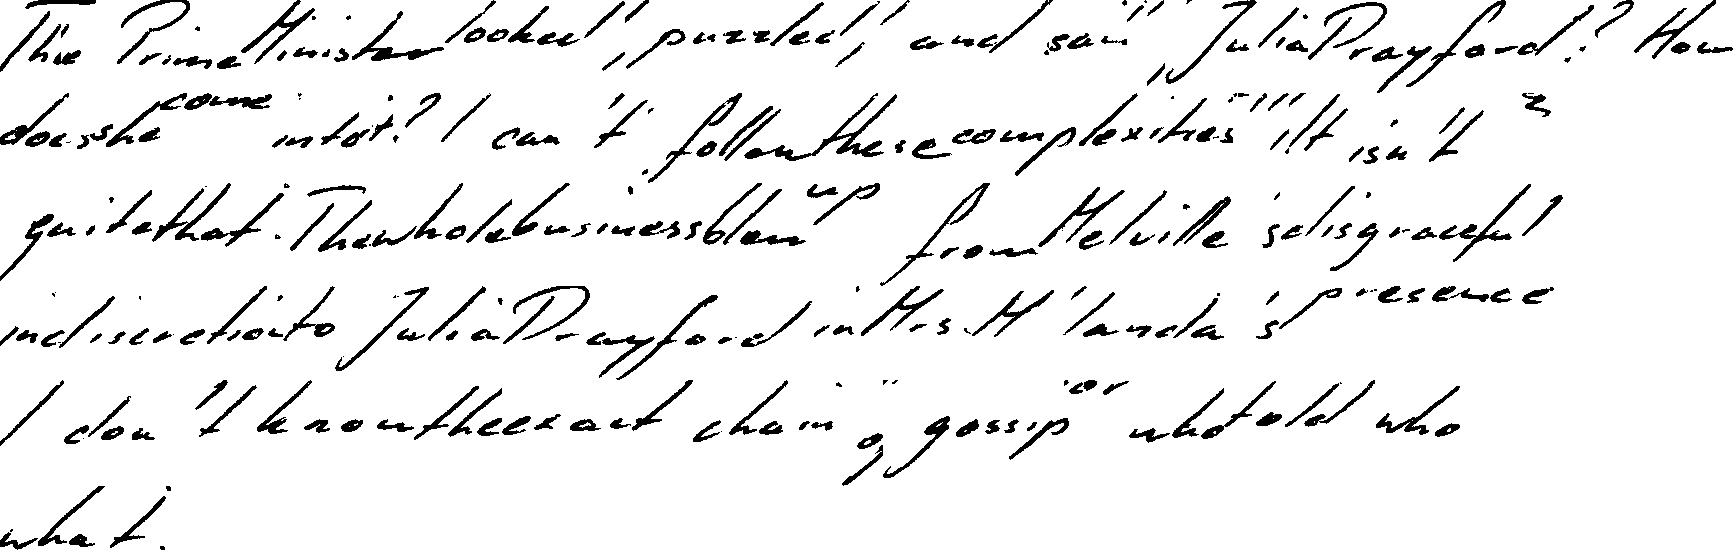 The Prime Minister looked, puzzled, and said "Julia Drayford? How
does she come into it? I can't follow these complexities". "It isn't
quite that. The whole business blew up from Melville's disgraceful
indiscretion to Julia Drayford in Mrs. M'landa's presence
I don't know the exact chain of gossip or who told who
what.